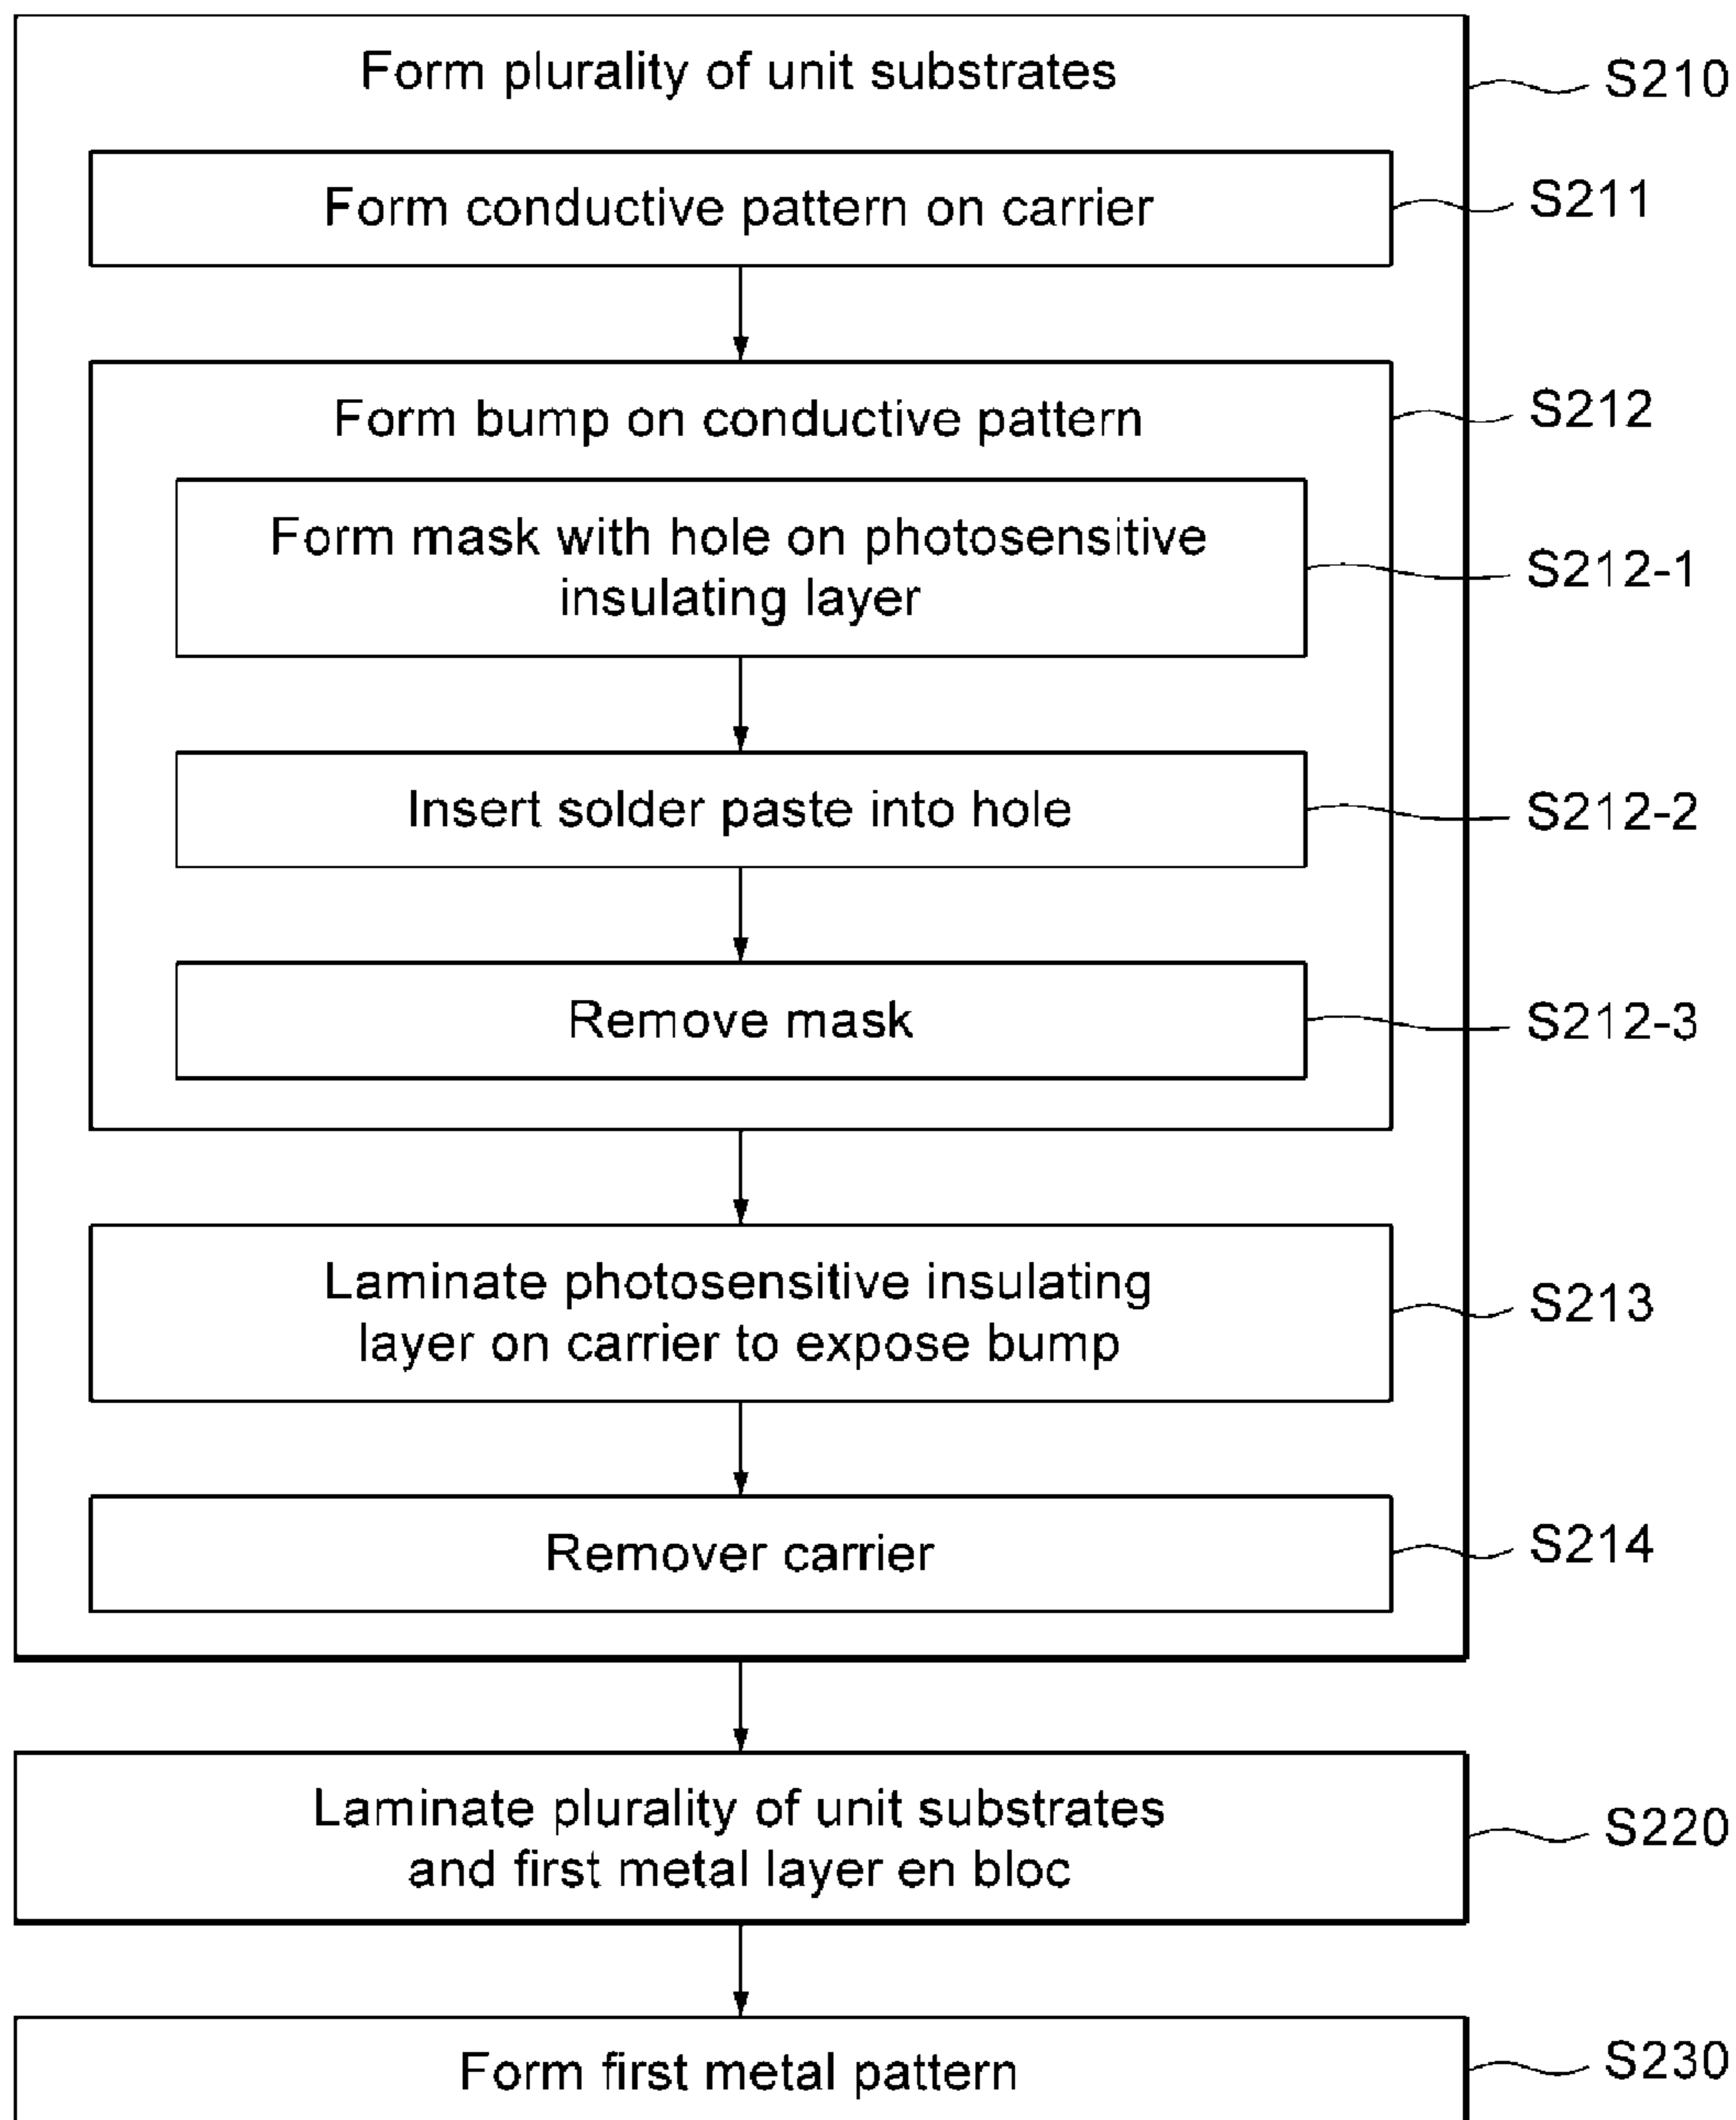 Form plurality of unit substrates
S210
Form conductive pattern on carrier
S211
Form bump on conductive pattern
S212
Form mask with hole on photosensitive
insulating layer
S212-1
Insert solder paste into hole
S212-2
Remove mask
S212-3
Laminate photosensitive insulating
layer on carrier to expose bump
S213
Remover carrier
S214
Laminate plurality of unit substrates
and first metal layer en bloc
S220
Form first metal pattern
S230